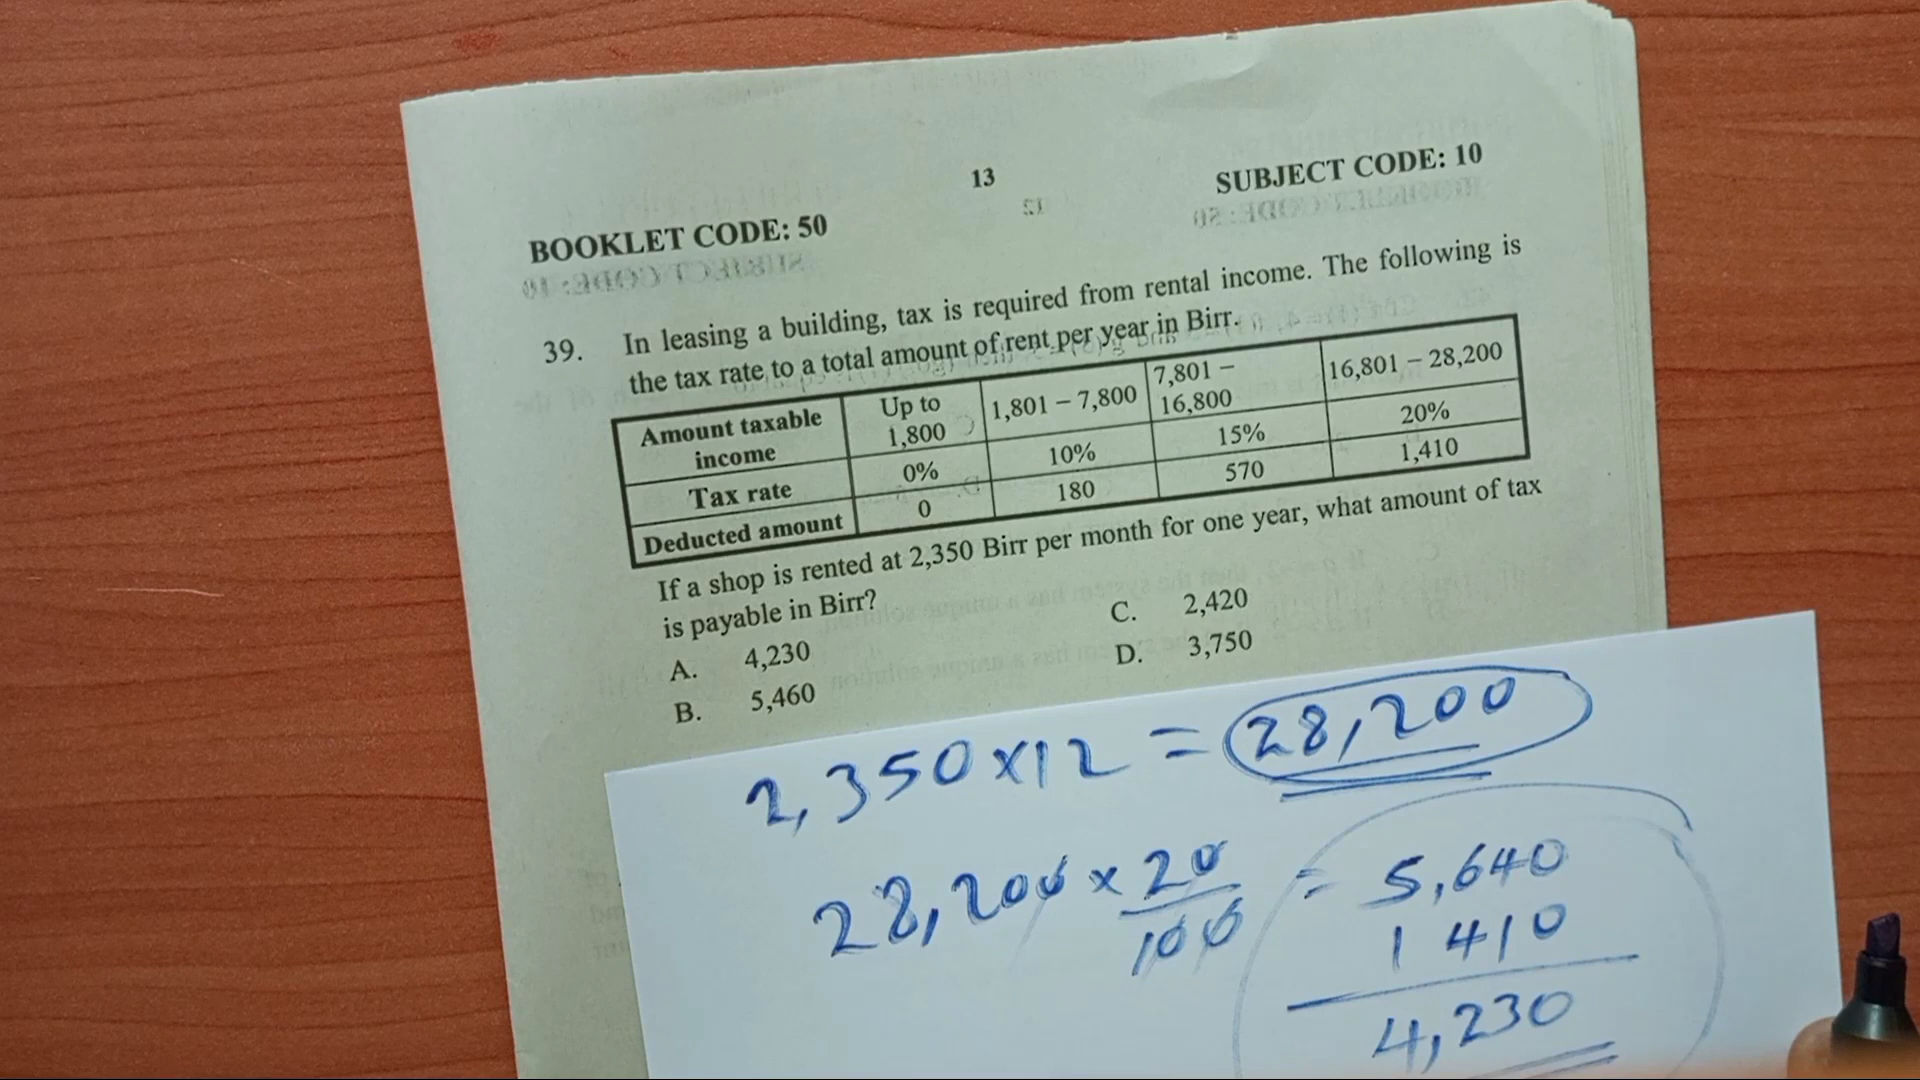 13
SUBJECT CODE: 10
BOOKLET CODE: 50
39. In leasing a building, tax is required from rental income. The following is
the tax rate to a total amount of rent per year in Birr.
Amount taxable income | Up to 1,800 | 1,801 – 7,800 | 7,801 – 16,800 | 16,801 – 28,200
Tax rate | 0% | 10% | 15% | 20%
Deducted amount | 0 | 180 | 570 | 1,410
If a shop is rented at 2,350 Birr per month for one year, what amount of tax
is payable in Birr?
A. 4,230 C. 2,420
B. 5,460 D. 3,750
2,350 x 12 = 28,200
28,200 x 20/100 = 5,640
1 410
4,230